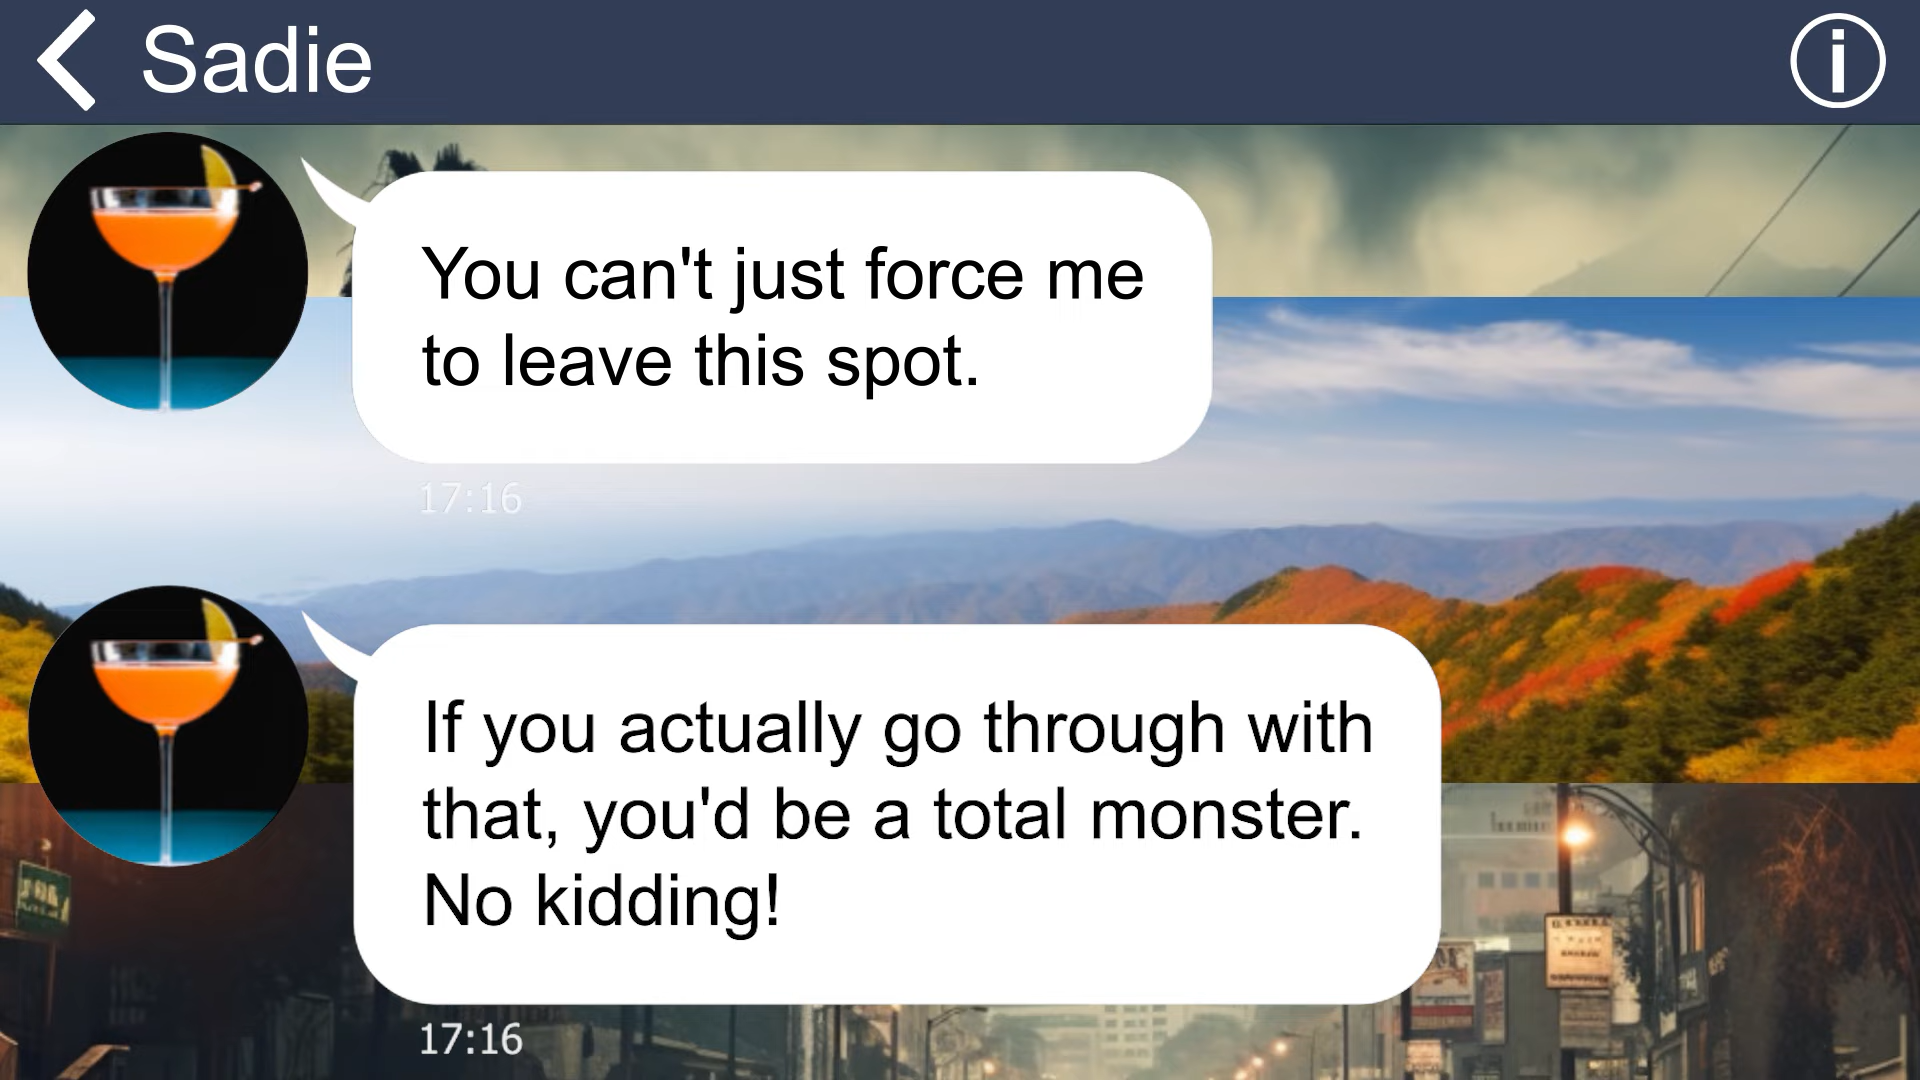 Sadie
You can't just force me
to leave this spot.
17:16
If you actually go through with
that, you'd be a total monster.
No kidding!
17:16